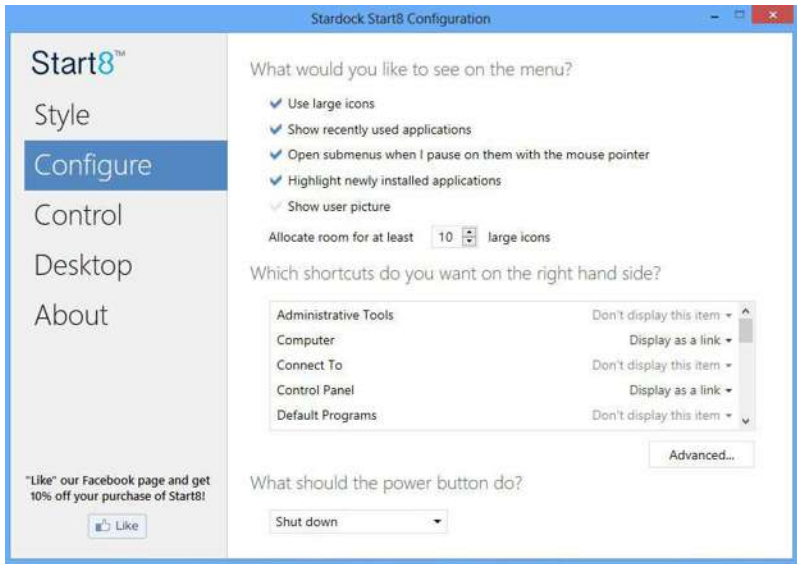 Stardock Start8 Configuration
Start8™
Style
Configure
Control
Desktop
About
"Like" our Facebook page and get
10% off your purchase of Start8!
Like
What would you like to see on the menu?
Use large icons
Show recently used applications
Open submenus when I pause on them with the mouse pointer
Highlight newly installed applications
Show user picture
Allocate room for at least 10 large icons
Which shortcuts do you want on the right hand side?
Administrative Tools Don't display this item
Computer Display as a link
Connect To Don't display this item
Control Panel Display as a link
Default Programs Don't display this item
Advanced...
What should the power button do?
Shut down